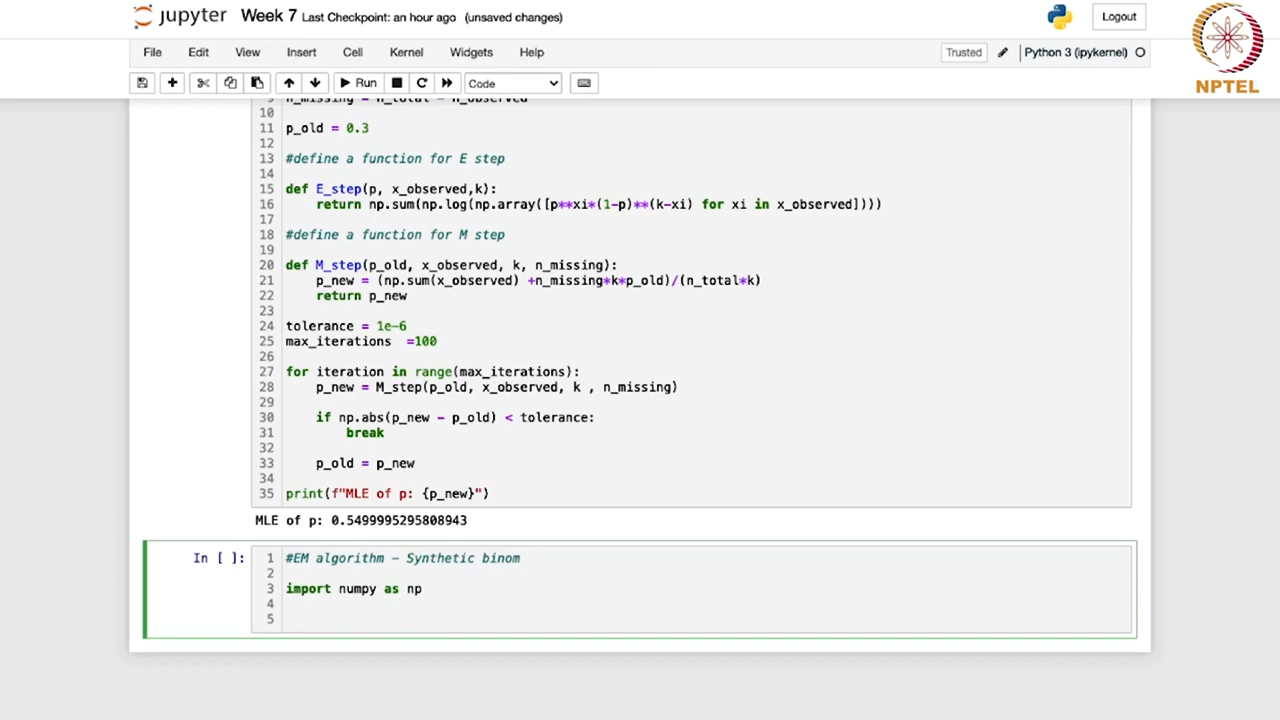 jupyter Week 7 Last Checkpoint: an hour ago (unsaved changes) Logout
File Edit View Insert Cell Kernel Widgets Help Trusted Python 3 (ipykernel)
Run Code
NPTEL
9 n_missing = n_total - n_observed
10
11 p_old = 0.3
12
13 #define a function for E step
14
15 def E_step(p, x_observed,k):
16 return np.sum(np.log(np.array([p**xi*(1-p)**(k-xi) for xi in x_observed])))
17
18 #define a function for M step
19
20 def M_step(p_old, x_observed, k, n_missing):
21 p_new = (np.sum(x_observed) +n_missing*k*p_old)/(n_total*k)
22 return p_new
23
24 tolerance = 1e-6
25 max_iterations =100
26
27 for iteration in range(max_iterations):
28 p_new = M_step(p_old, x_observed, k , n_missing)
29
30 if np.abs(p_new - p_old) < tolerance:
31 break
32
33 p_old = p_new
34
35 print(f"MLE of p: {p_new}")
MLE of p: 0.5499995295808943
In [ ]: 1 #EM algorithm - Synthetic binom
2
3 import numpy as np
4
5